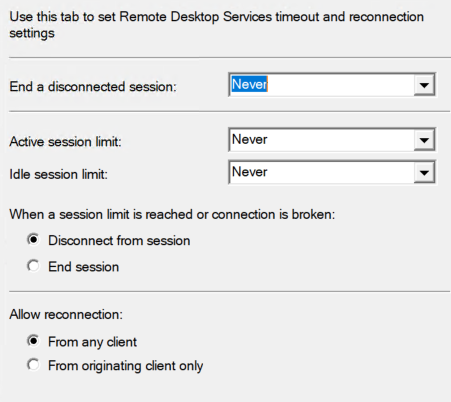 Use this tab to set Remote Desktop Services timeout and reconnection
settings
End a disconnected session: Never
Active session limit: Never
Idle session limit: Never
When a session limit is reached or connection is broken:
Disconnect from session
End session
Allow reconnection:
From any client
From originating client only